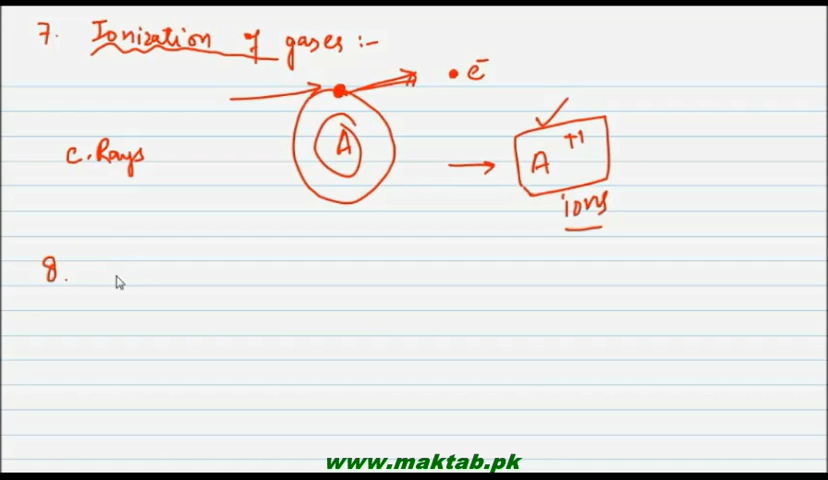 7. Ionization of gases :-
• e⁻
C. Rays
A
A⁺¹
ions
8.
www.maktab.pk